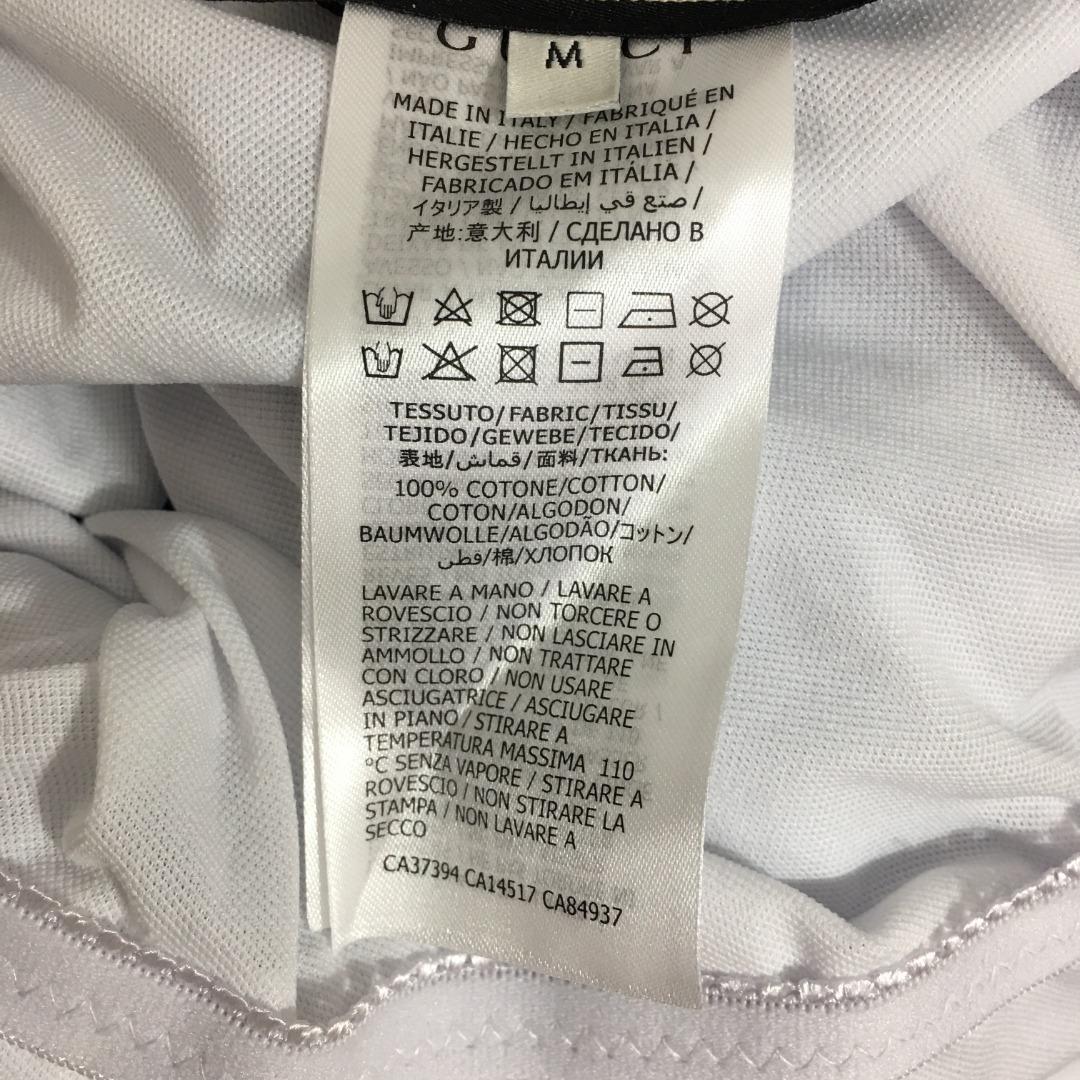 GUCCI
M
MADE IN ITALY / FABRIQUÉ EN
ITALIE / HECHO EN ITALIA /
HERGESTELLT IN ITALIEN /
FABRICADO EM ITÁLIA /
イタリア製 / صنع في إيطاليا /
产地:意大利 / СДЕЛАНО В
ИТАЛИИ
TESSUTO/FABRIC/TISSU/
TEJIDO/GEWEBE/TECIDO/
表地/قماش/面料/ТКАНЬ:
100% COTONE/COTTON/
COTON/ALGODON/
BAUMWOLLE/ALGODÃO/コットン/
قطن/棉/ХЛОПОК
LAVARE A MANO / LAVARE A
ROVESCIO / NON TORCERE O
STRIZZARE / NON LASCIARE IN
AMMOLLO / NON TRATTARE
CON CLORO / NON USARE
ASCIUGATRICE / ASCIUGARE
IN PIANO / STIRARE A
TEMPERATURA MASSIMA 110
°C SENZA VAPORE / STIRARE A
ROVESCIO / NON STIRARE LA
STAMPA / NON LAVARE A
SECCO
CA37394 CA14517 CA84937